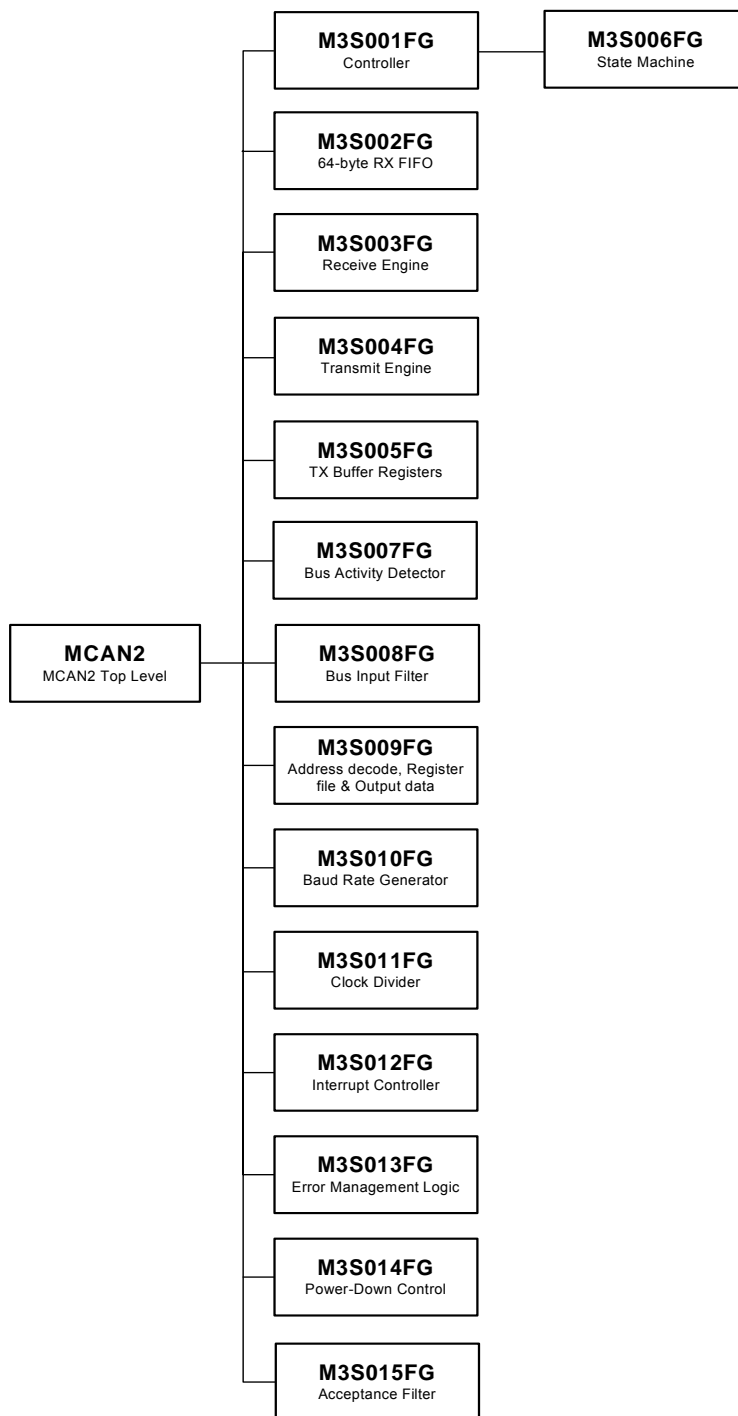 M3S001FG
Controller
M3S006FG
State Machine
M3S002FG
64-byte RX FIFO
M3S003FG
Receive Engine
M3S004FG
Transmit Engine
M3S005FG
TX Buffer Registers
M3S007FG
Bus Activity Detector
MCAN2
MCAN2 Top Level
M3S008FG
Bus Input Filter
M3S009FG
Address decode, Register
file & Output data
M3S010FG
Baud Rate Generator
M3S011FG
Clock Divider
M3S012FG
Interrupt Controller
M3S013FG
Error Management Logic
M3S014FG
Power-Down Control
M3S015FG
Acceptance Filter